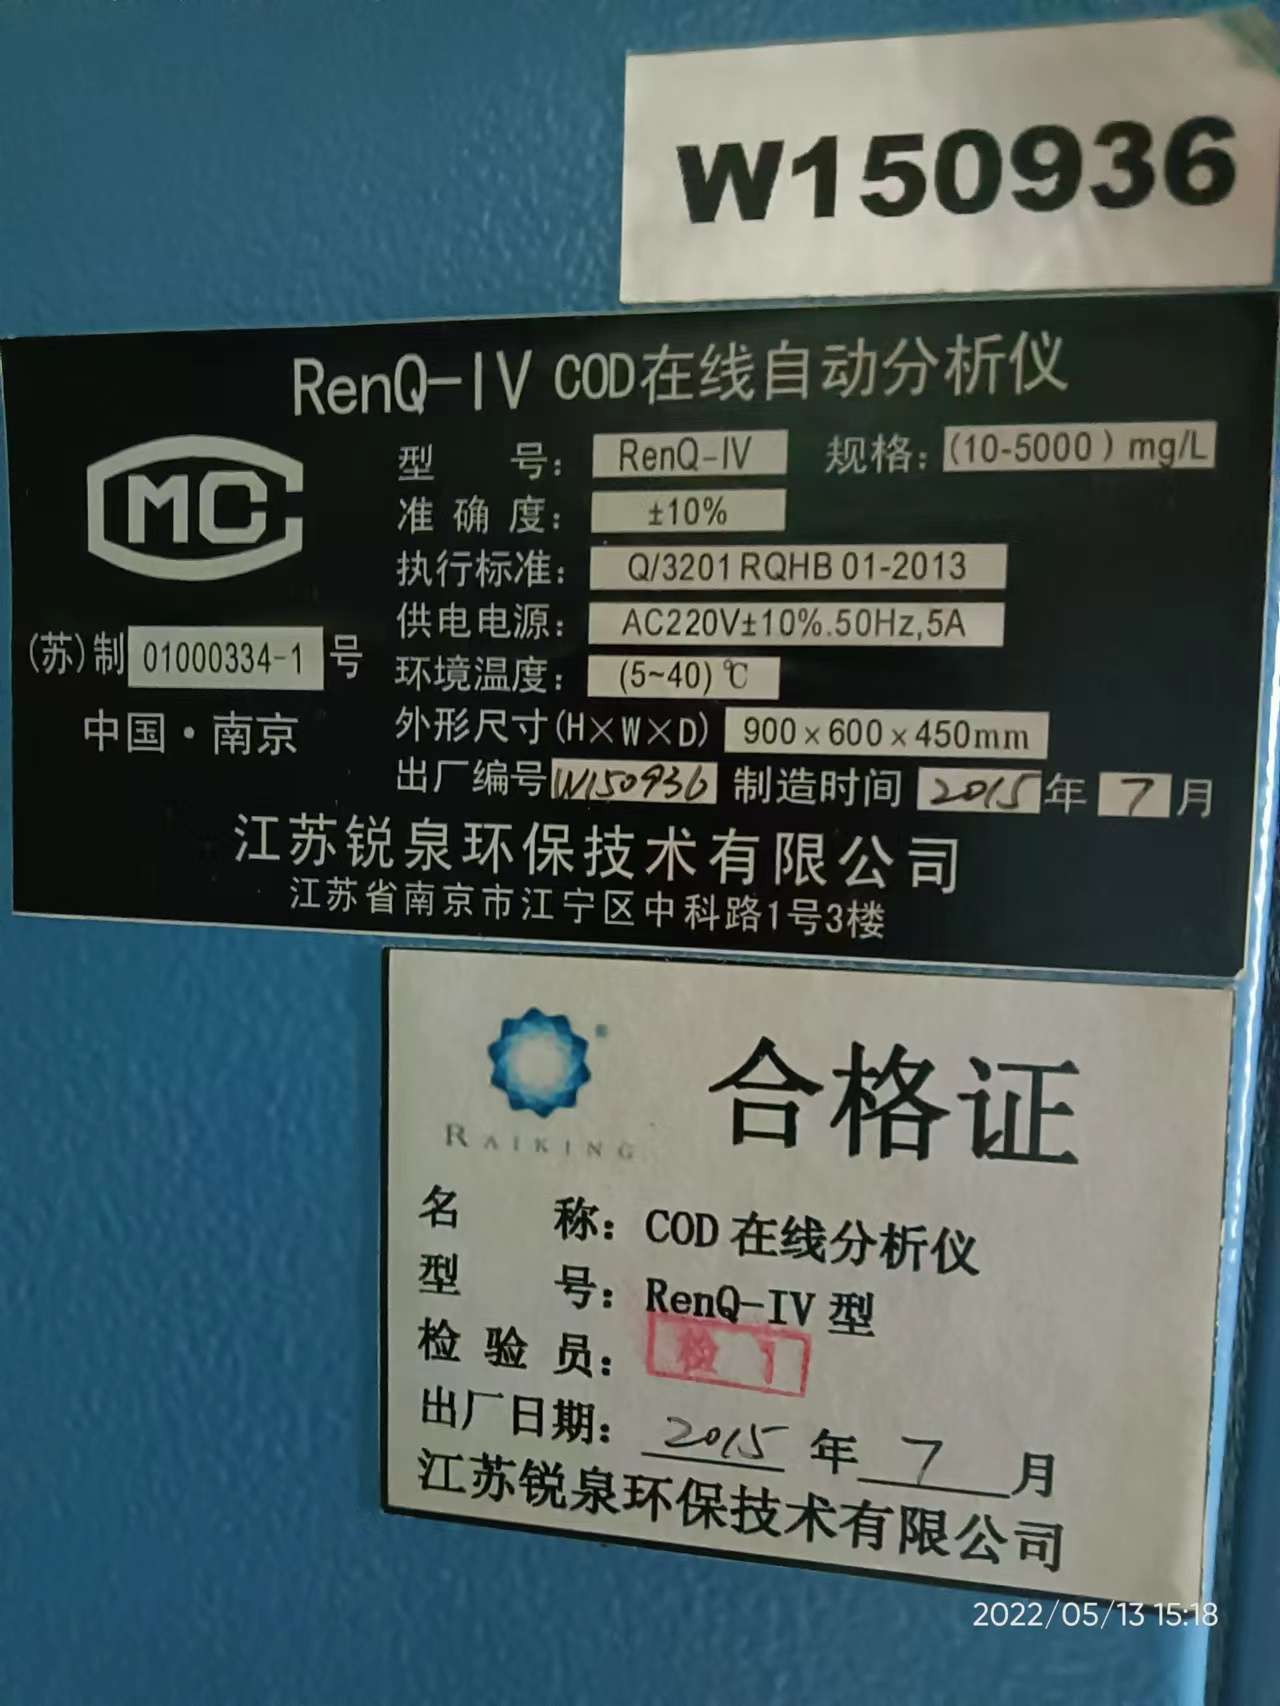 W150936
RenQ-IV COD在线自动分析仪
MC
型 号: RenQ-IV 规格: (10-5000) mg/L
准 确 度: ±10%
执行标准: Q/3201 RQHB 01-2013
供电电源: AC220V±10%.50Hz,5A
(苏)制 01000334-1 号
环境温度: (5~40)℃
中国·南京
外形尺寸(H×W×D) 900×600×450mm
出厂编号 W150936 制造时间 2015 年 7 月
江苏锐泉环保技术有限公司
江苏省南京市江宁区中科路1号3楼
®
RAIKING
合格证
名 称: COD 在线分析仪
型 号: RenQ-IV 型
检 验 员: 检 1
出厂日期: 2015 年 7 月
江苏锐泉环保技术有限公司
2022/05/13 15:18